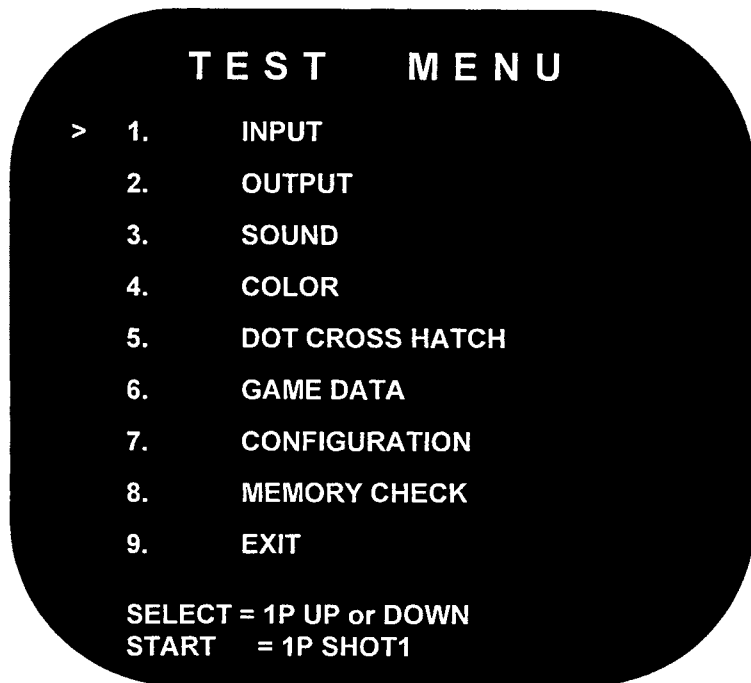 TEST MENU
> 1. INPUT
2. OUTPUT
3. SOUND
4. COLOR
5. DOT CROSS HATCH
6. GAME DATA
7. CONFIGURATION
8. MEMORY CHECK
9. EXIT
SELECT = 1P UP or DOWN
START = 1P SHOT1